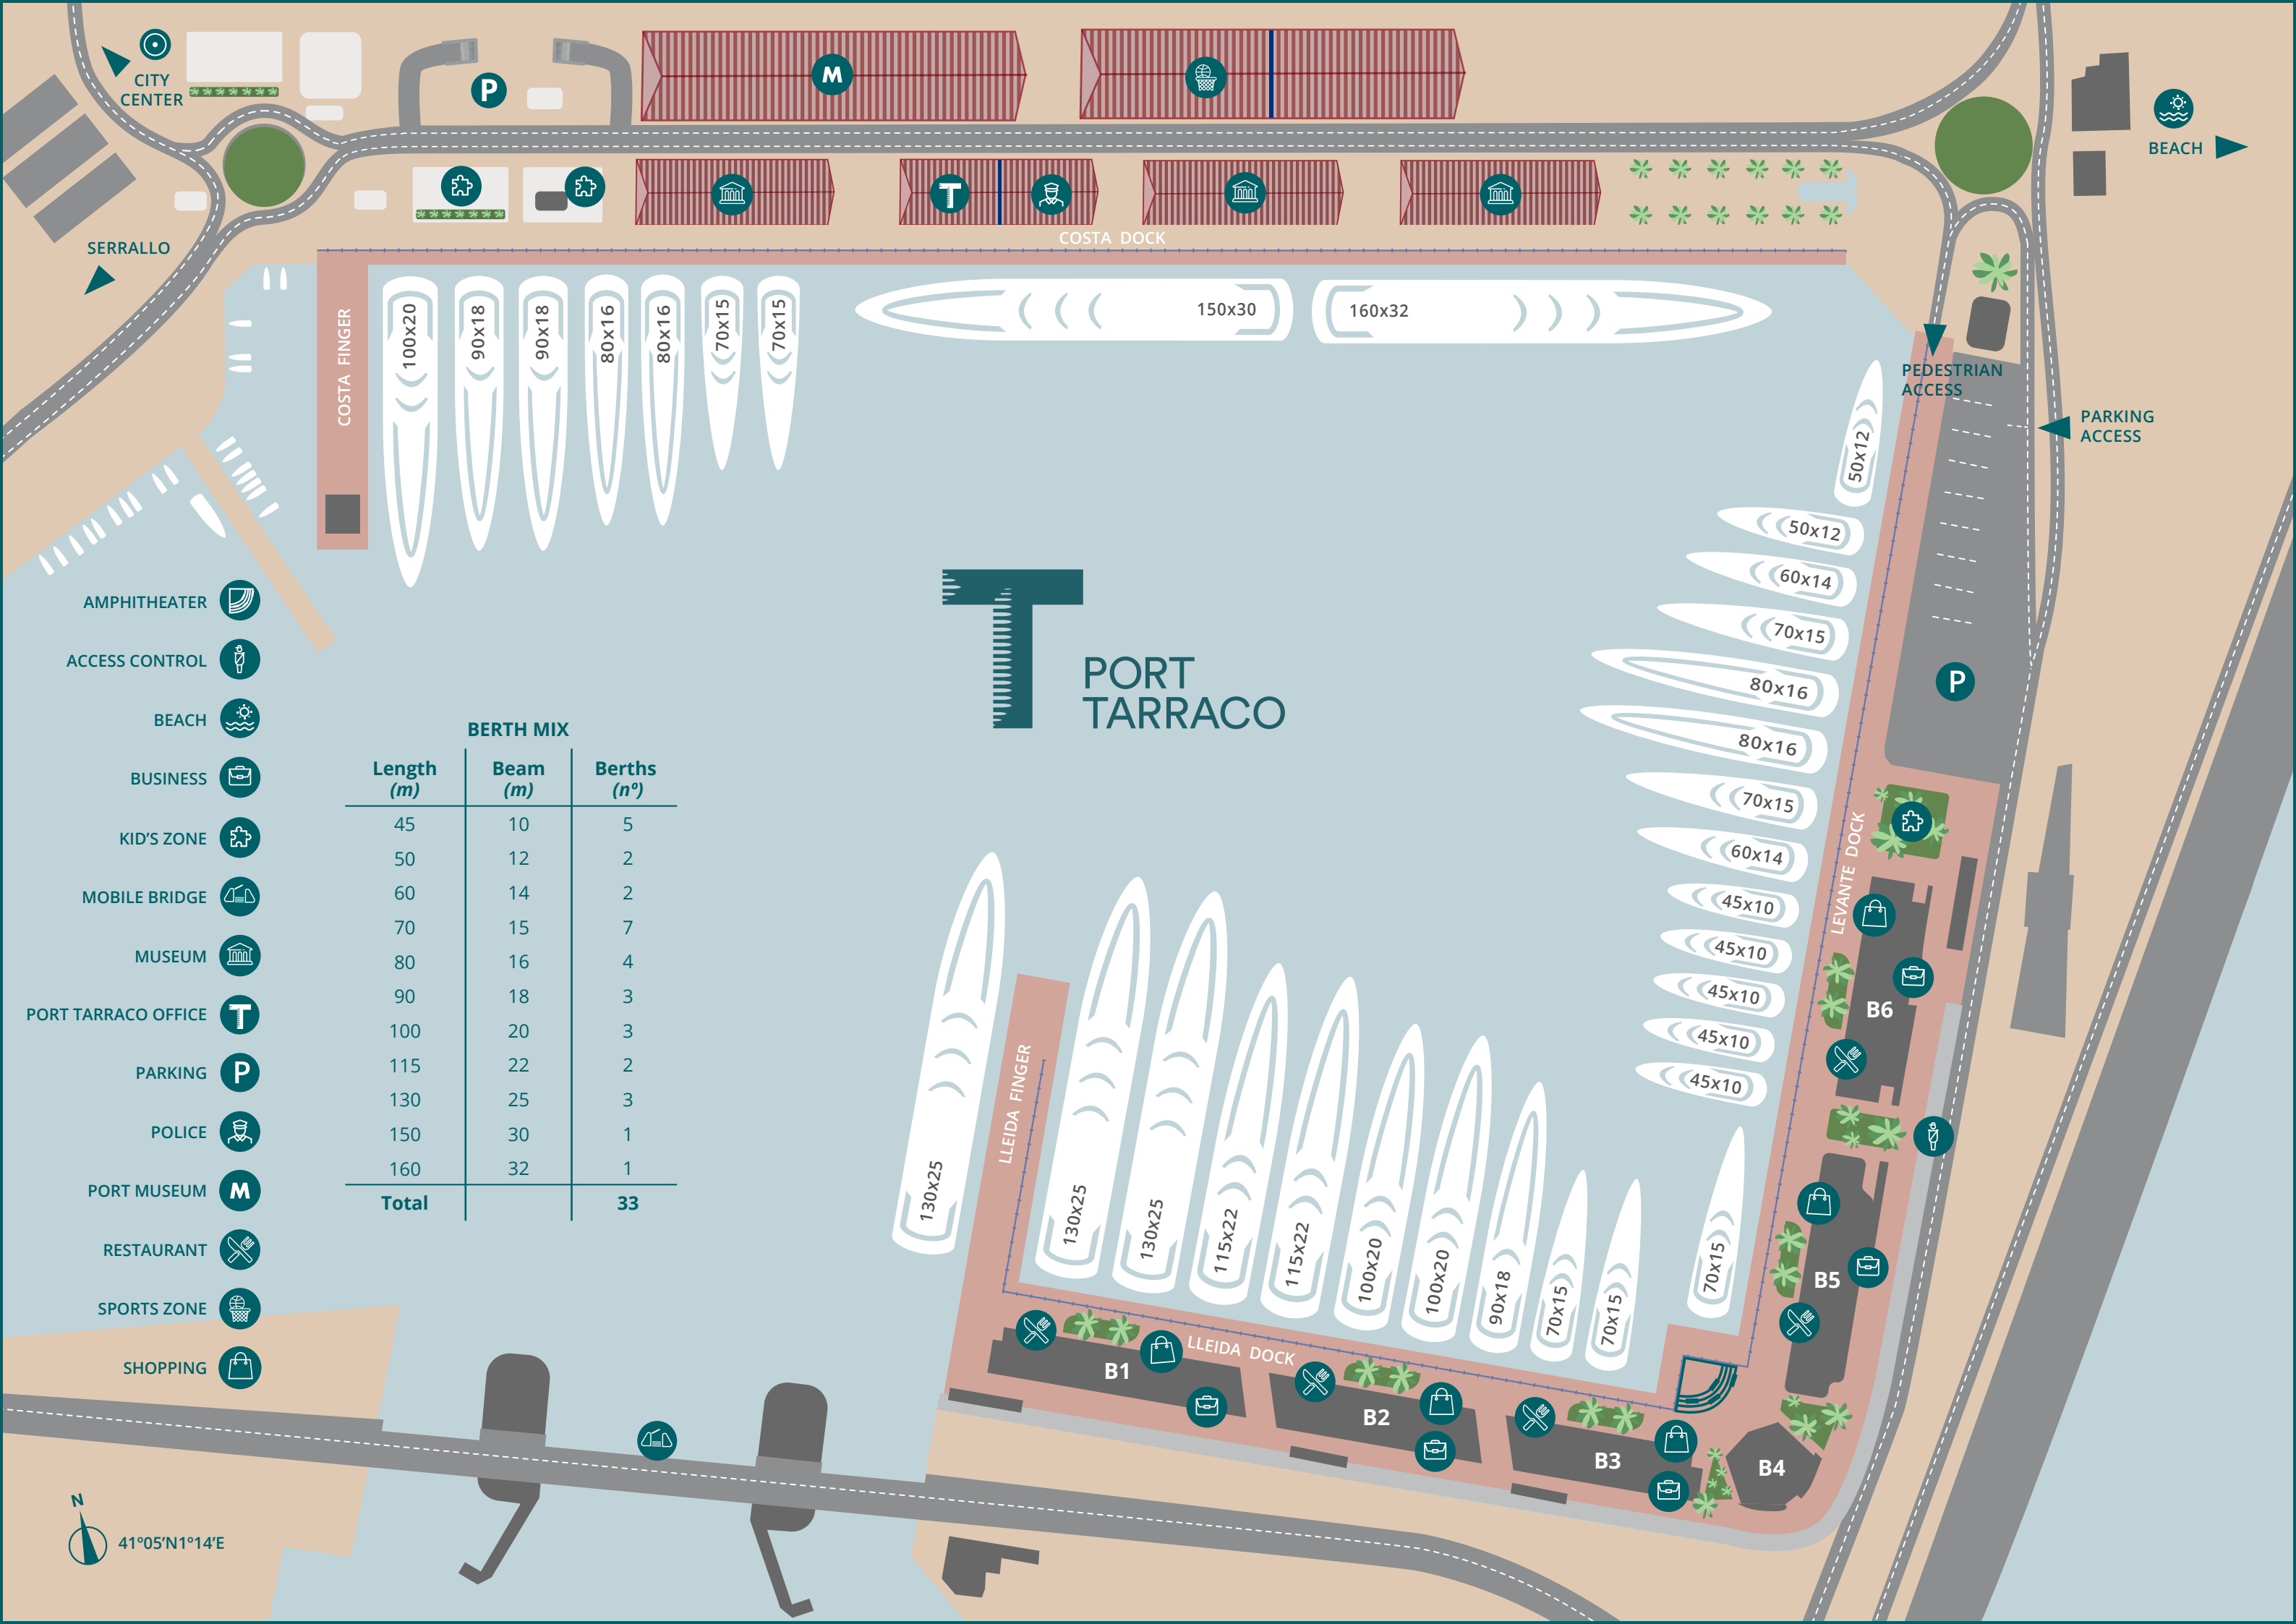 CITY
CENTER
P
M
BEACH
T
SERRALLO
COSTA DOCK
COSTA FINGER
100x20
90x18
90x18
80x16
80x16
70x15
70x15
150x30
160x32
PEDESTRIAN
ACCESS
PARKING
ACCESS
50x12
50x12
60x14
70x15
80x16
80x16
70x15
60x14
45x10
45x10
45x10
45x10
45x10
70x15
P
LEVANTE DOCK
T
PORT
TARRACO
AMPHITHEATER
ACCESS CONTROL
BEACH
BUSINESS
KID'S ZONE
MOBILE BRIDGE
MUSEUM
PORT TARRACO OFFICE T
PARKING P
POLICE
PORT MUSEUM M
RESTAURANT
SPORTS ZONE
SHOPPING
BERTH MIX
Length Beam Berths
(m) (m) (nº)
45 10 5
50 12 2
60 14 2
70 15 7
80 16 4
90 18 3
100 20 3
115 22 2
130 25 3
150 30 1
160 32 1
Total 33
130x25
LLEIDA FINGER
130x25
130x25
115x22
115x22
100x20
100x20
90x18
70x15
70x15
LLEIDA DOCK
B6
B5
B1
B2
B3
B4
N
41º05'N1º14'E